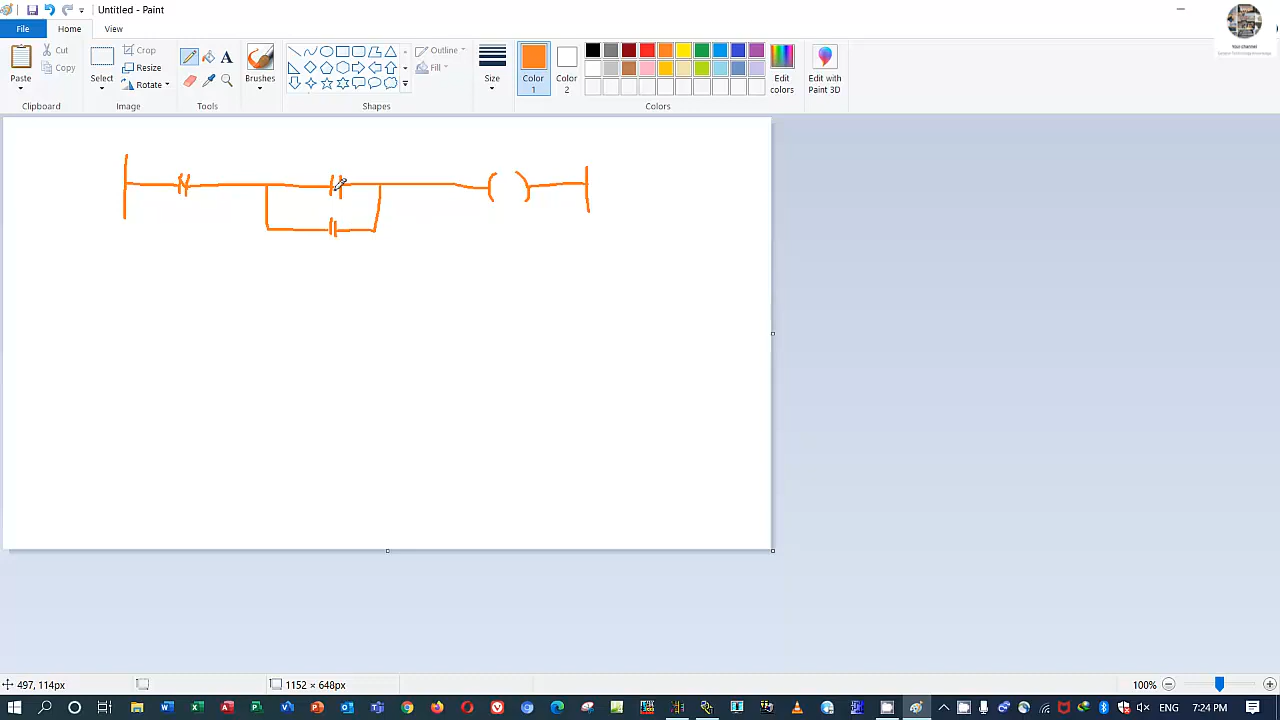 Untitled - Paint
File
Home
View
Paste
Cut
Copy
Clipboard
Select
Crop
Resize
Rotate
Image
Tools
Brushes
Shapes
Outline
Fill
Size
Color
1
Color
2
Colors
Edit
colors
Edit with
Paint 3D
Your channel
497, 114px
1152 × 648px
100%
ENG
7:24 PM